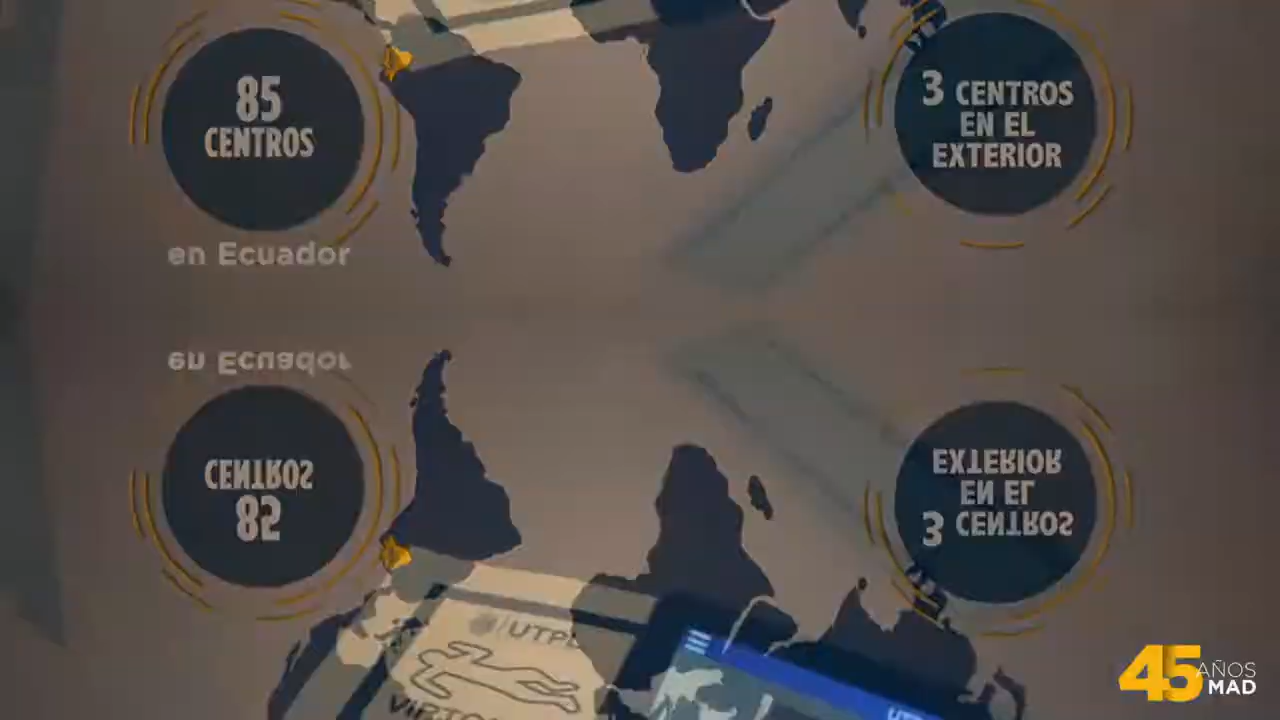 85
CENTROS
en Ecuador
3 CENTROS
EN EL
EXTERIOR
en Ecuador
CENTROS
85
EXTERIOR
EN EL
3 CENTROS
UTPL
45 AÑOS
MAD